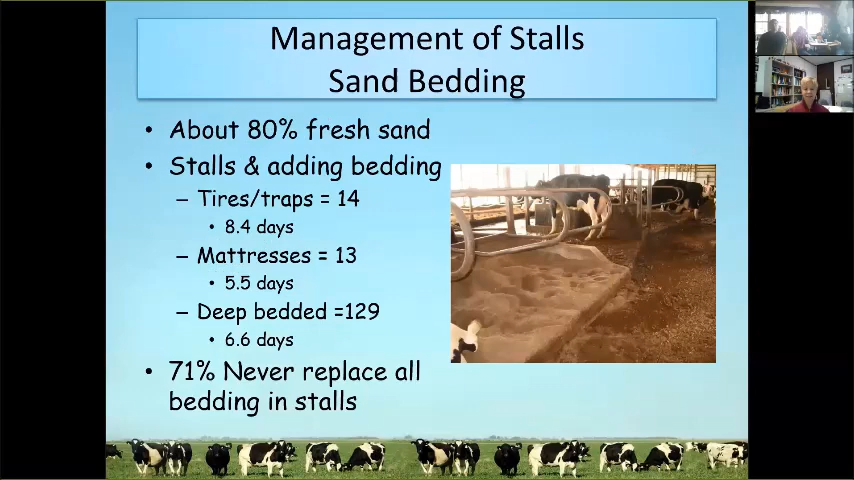 Management of Stalls
Sand Bedding
• About 80% fresh sand
• Stalls & adding bedding
– Tires/traps = 14
• 8.4 days
– Mattresses = 13
• 5.5 days
– Deep bedded =129
• 6.6 days
• 71% Never replace all
bedding in stalls